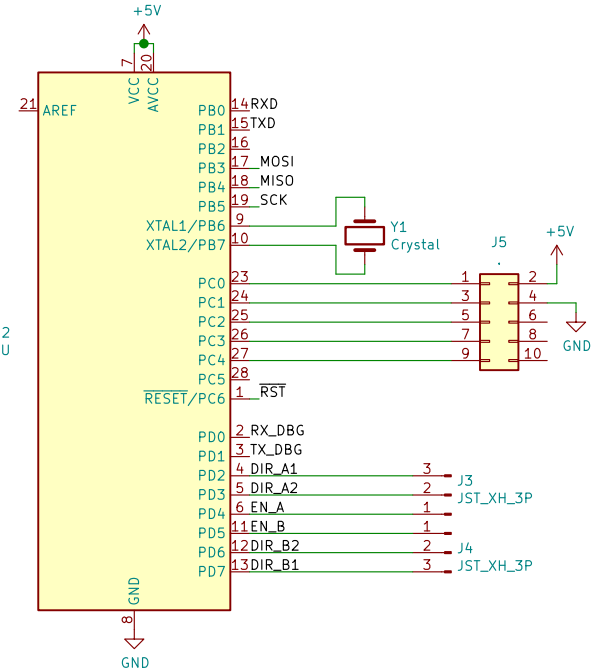 +5V
7
20
VCC
AVCC
21 AREF
PB0 14 RXD
PB1 15 TXD
PB2 16
PB3 17 MOSI
PB4 18 MISO
PB5 19 SCK
XTAL1/PB6 9
XTAL2/PB7 10
Y1
Crystal
J5
+5V
PC0 23 1 2
PC1 24 3 4
PC2 25 5 6
PC3 26 7 8
PC4 27 9 10
GND
PC5 28
RESET/PC6 1 RST
2
U
PD0 2 RX_DBG
PD1 3 TX_DBG
PD2 4 DIR_A1 3
PD3 5 DIR_A2 2
PD4 6 EN_A 1
J3
JST_XH_3P
PD5 11 EN_B 1
PD6 12 DIR_B2 2
PD7 13 DIR_B1 3
J4
JST_XH_3P
GND
8
GND